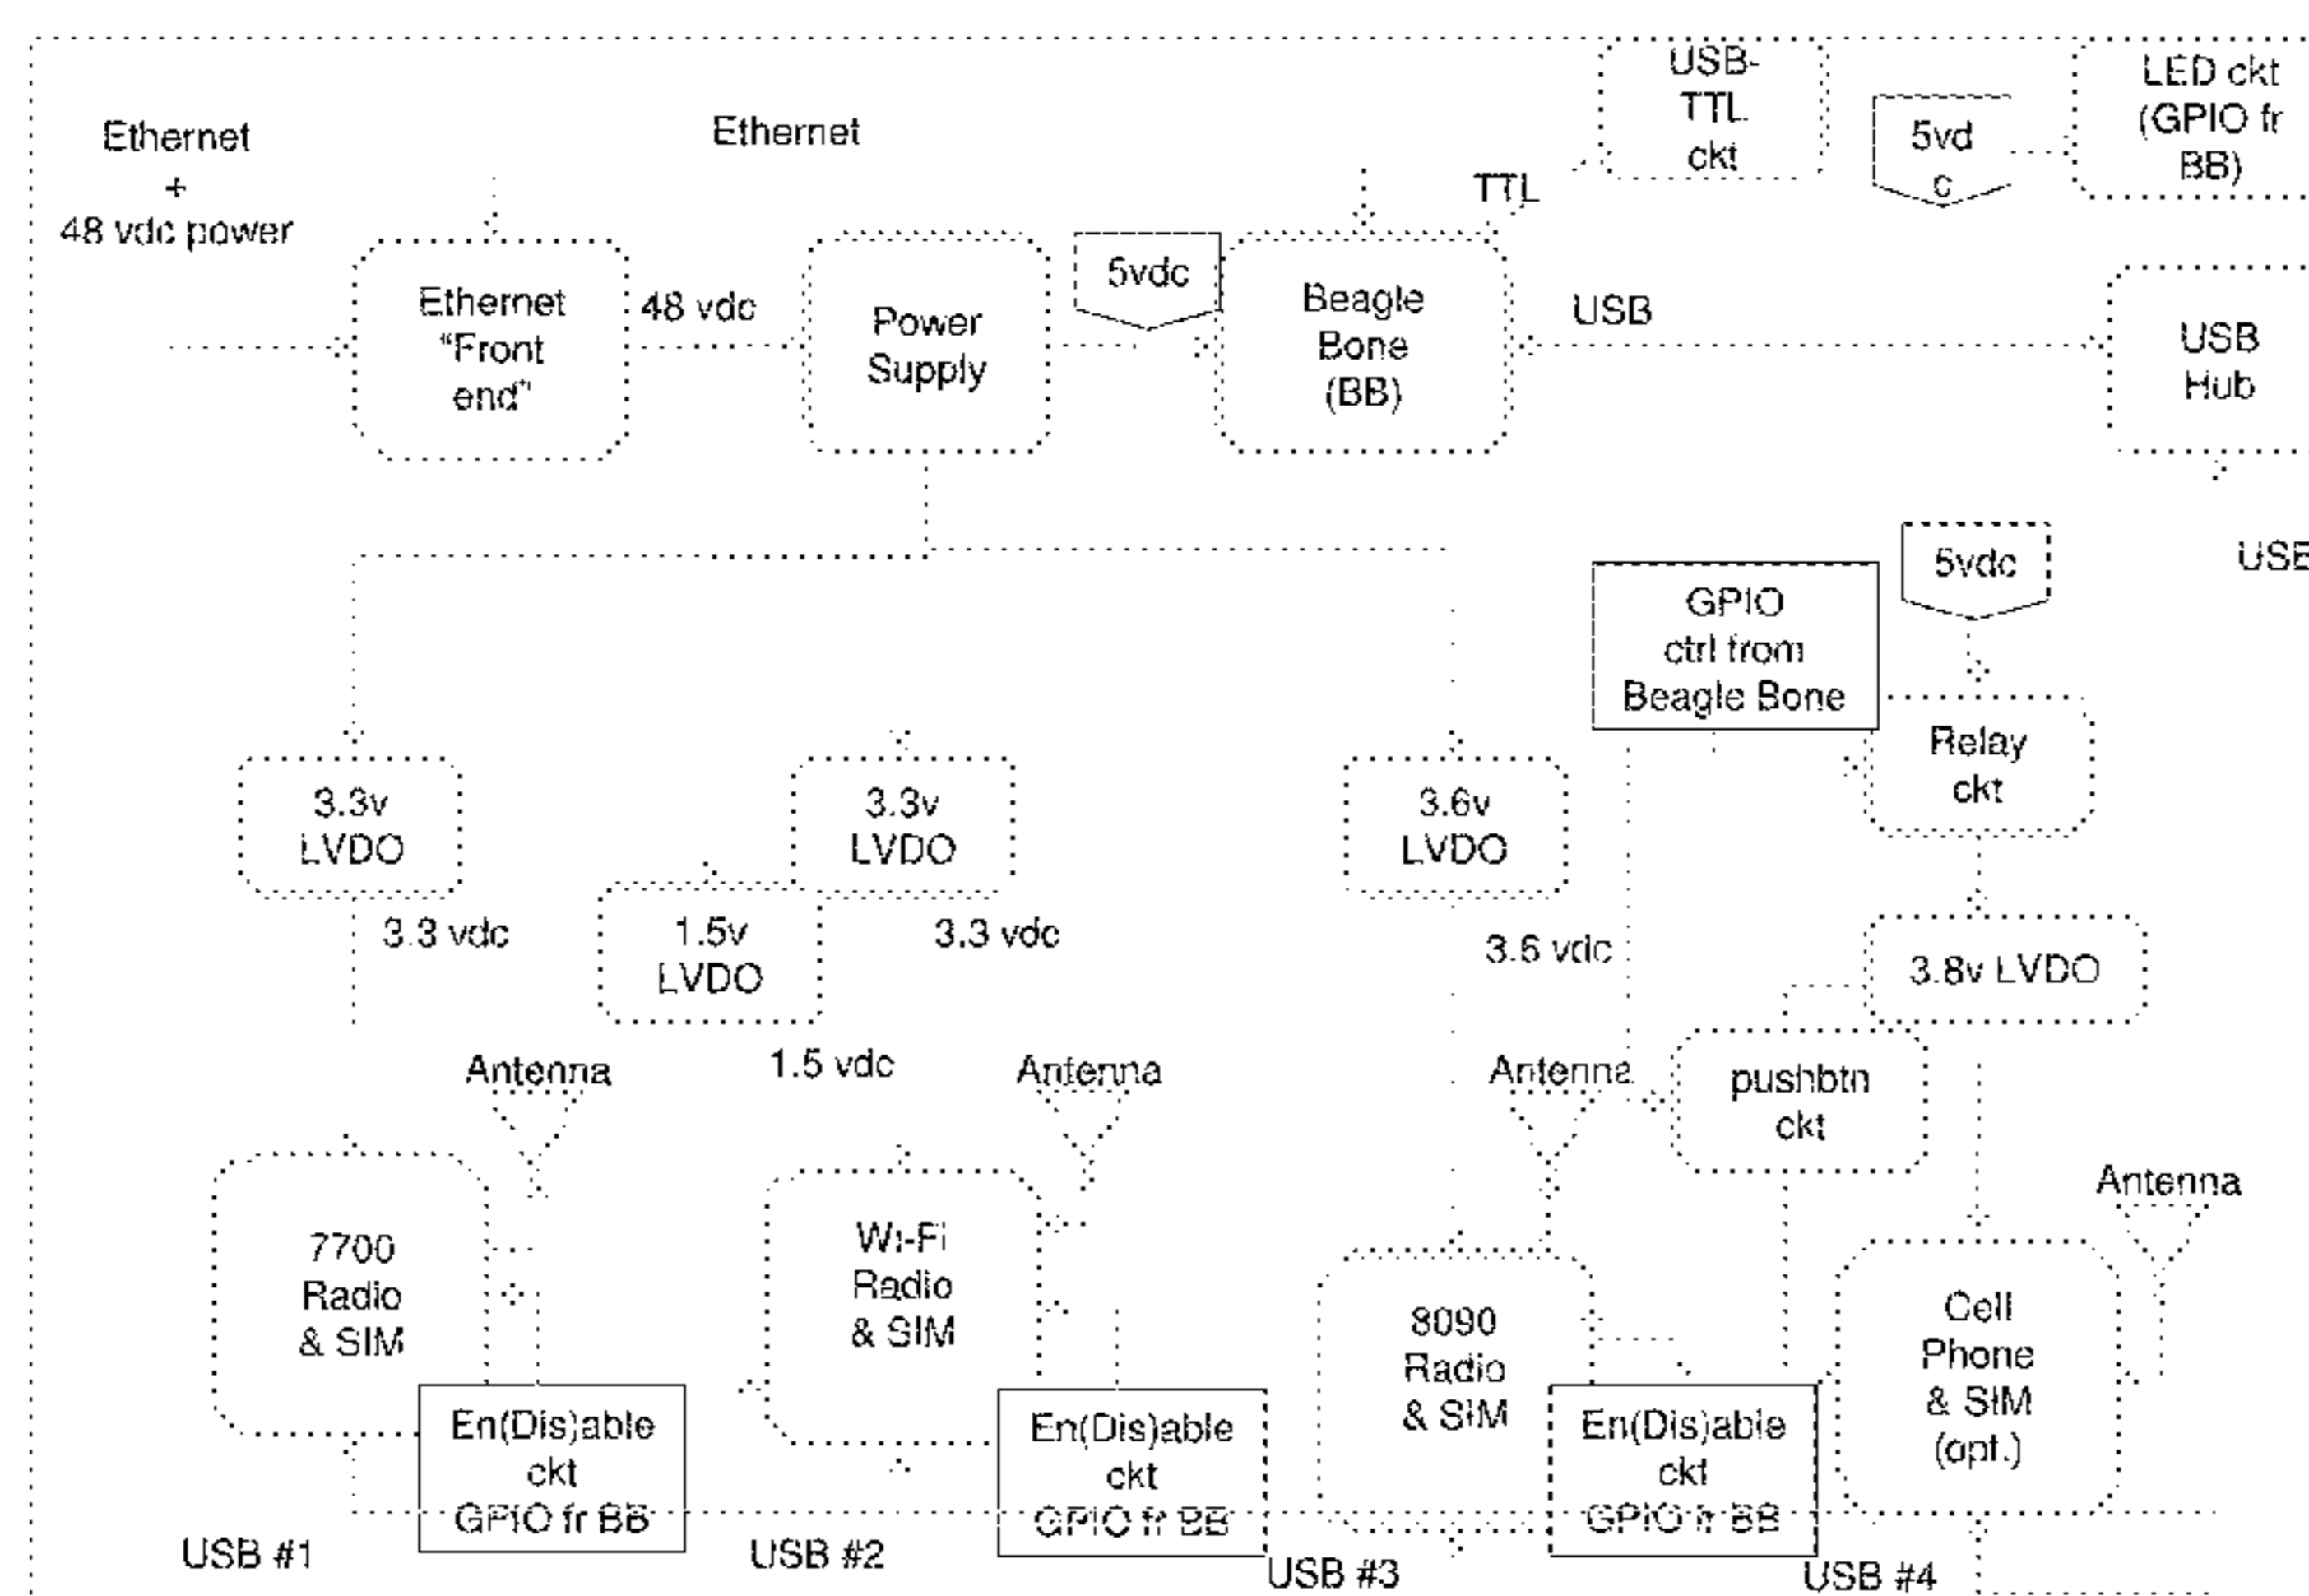 Ethernet
+
48 vdc power
Ethernet
USB-
TTL
ckt
TTL
5vd
c
LED ckt
(GPIO fr
BB)
Ethernet
"Front
end"
48 vdc
Power
Supply
5vdc
Beagle
Bone
(BB)
USB
USB
Hub
GPIO
ctrl from
Beagle Bone
5vdc
Relay
ckt
3.3v
LVDO
3.3v
LVDO
3.6v
LVDO
3.3 vdc
1.5v
LVDO
3.3 vdc
3.6 vdc
3.8v LVDO
Antenna
1.5 vdc
Antenna
Antenna
pushbtn
ckt
Antenna
7700
Radio
& SIM
Wi-Fi
Radio
& SIM
8090
Radio
& SIM
Cell
Phone
& SIM
(opt.)
En(Dis)able
ckt
GPIO fr BB
En(Dis)able
ckt
GPIO fr BB
En(Dis)able
ckt
GPIO fr BB
USB #1
USB #2
USB #3
USB #4